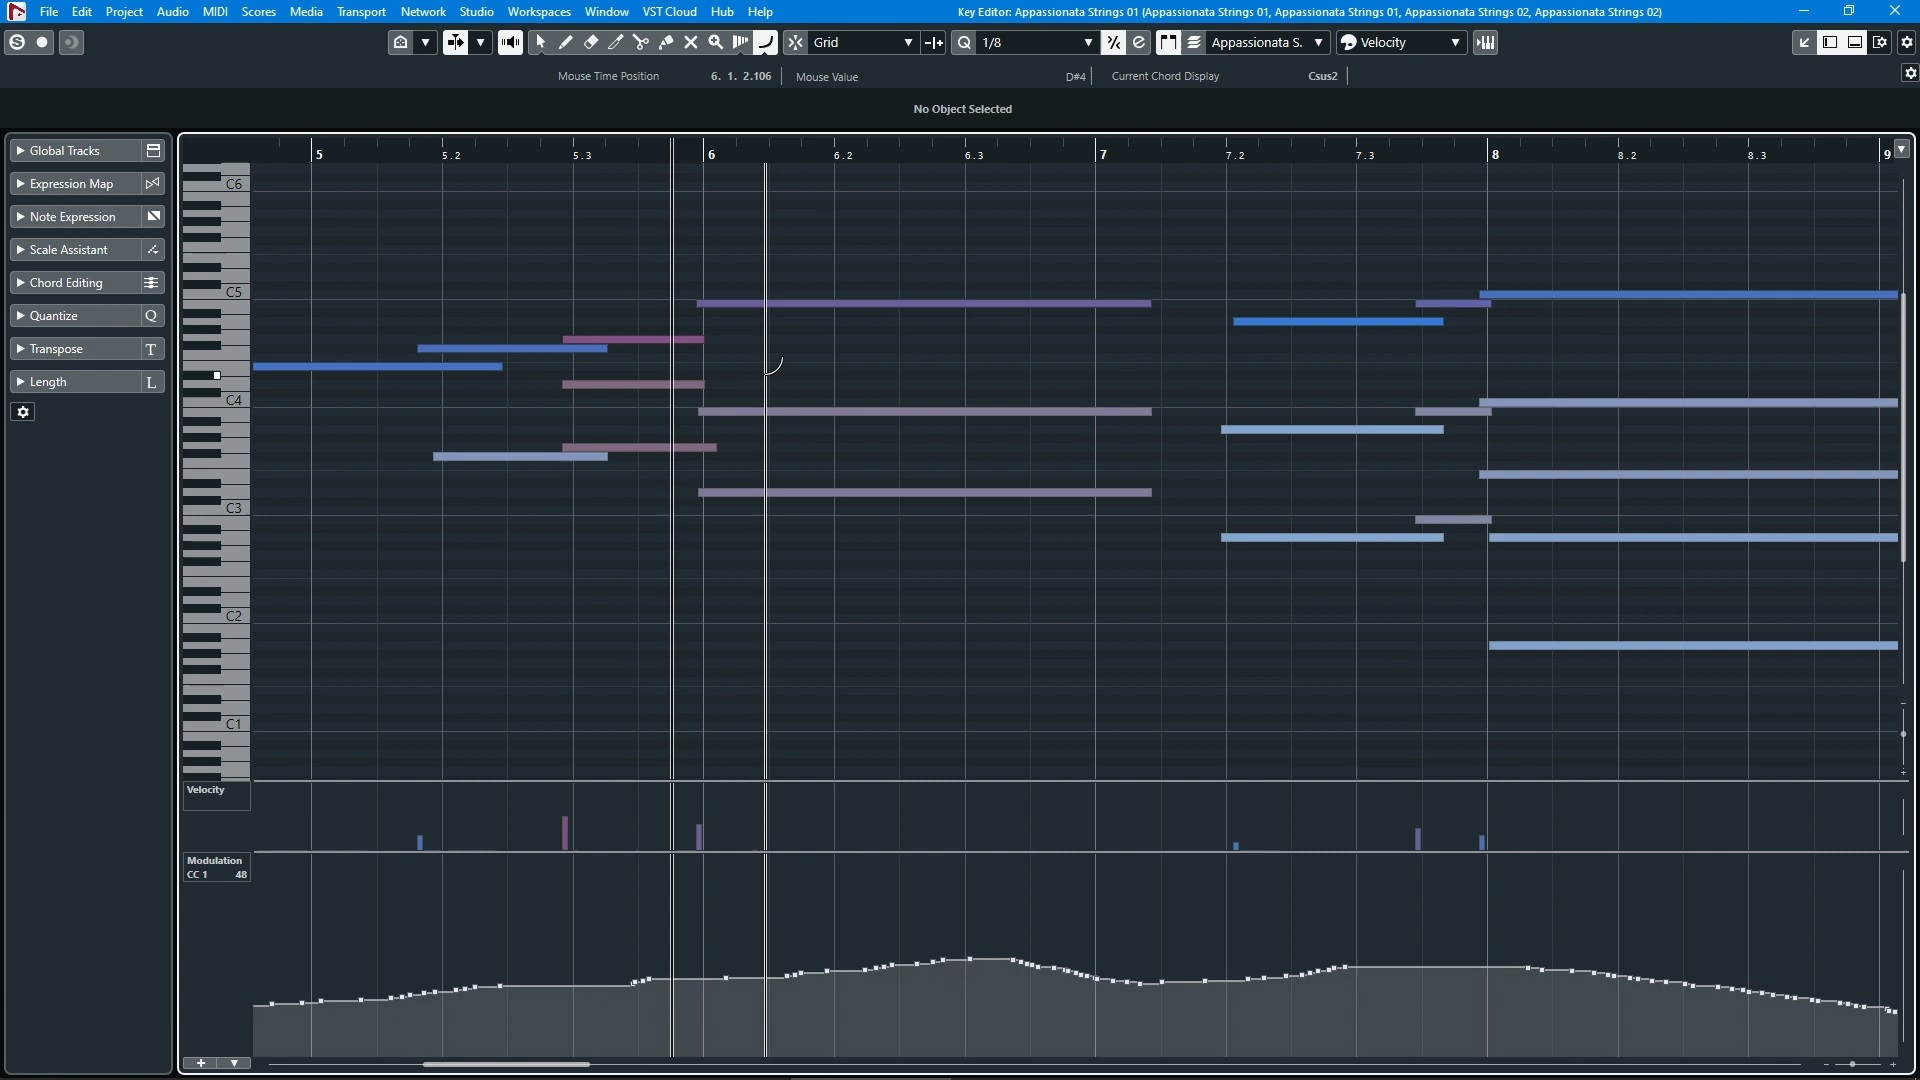 File Edit Project Audio MIDI Scores Media Transport Network Studio Workspaces Window VST Cloud Hub Help
Key Editor: Appassionata Strings 01 (Appassionata Strings 01, Appassionata Strings 01, Appassionata Strings 02, Appassionata Strings 02)
S Grid Q 1/8 e Appassionata S. Velocity
Mouse Time Position 6. 1. 2.106 Mouse Value D#4 Current Chord Display Csus2
No Object Selected
Global Tracks
Expression Map
Note Expression
Scale Assistant
Chord Editing
Quantize Q
Transpose T
Length L
5 5.2 5.3 6 6.2 6.3 7 7.2 7.3 8 8.2 8.3 9
C6
C5
C4
C3
C2
C1
Velocity
Modulation
CC 1 48